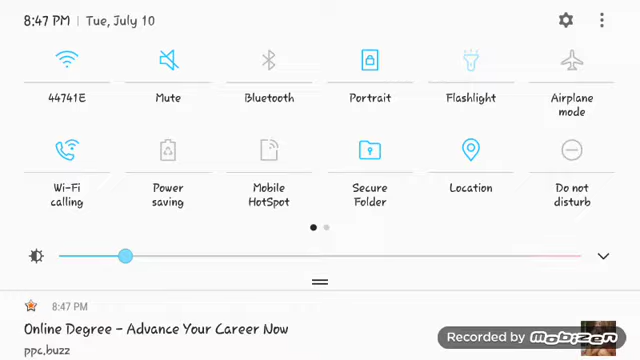 8:47 PM | Tue, July 10
44741E
Mute
Bluetooth
Portrait
Flashlight
Airplane
mode
Wi-Fi
calling
Power
saving
Mobile
HotSpot
Secure
Folder
Location
Do not
disturb
8:47 PM
Online Degree - Advance Your Career Now
ppc.buzz
Recorded by MOBIZEN